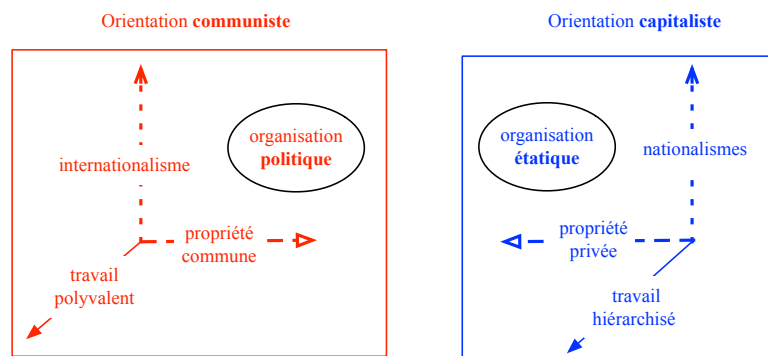 Orientation communiste
organisation
politique
internationalisme
propriété
commune
travail
polyvalent
Orientation capitaliste
organisation
étatique
nationalismes
propriété
privée
travail
hiérarchisé